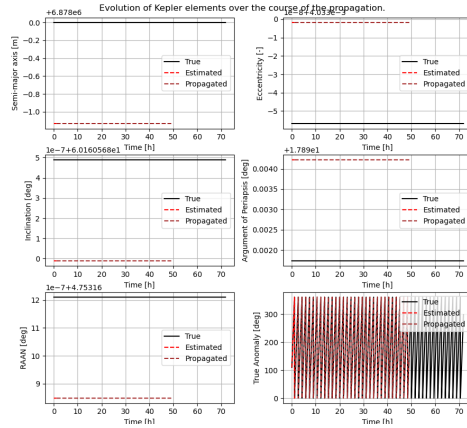 Evolution of Kepler elements over the course of the propagation.
+6.878e6
0.0
−0.2
−0.4
−0.6
−0.8
−1.0
Semi-major axis [m]
True
Estimated
Propagated
0 10 20 30 40 50 60 70
Time [h]
1e−8+4.033e−3
0
−1
−2
−3
−4
−5
Eccentricity [-]
True
Estimated
Propagated
0 10 20 30 40 50 60 70
Time [h]
1e−7+6.0160568e1
5
4
3
2
1
0
Inclination [deg]
True
Estimated
Propagated
0 10 20 30 40 50 60 70
Time [h]
+1.789e1
0.0040
0.0035
0.0030
0.0025
0.0020
Argument of Periapsis [deg]
True
Estimated
Propagated
0 10 20 30 40 50 60 70
Time [h]
1e−7+4.75316
12
11
10
9
RAAN [deg]
True
Estimated
Propagated
0 10 20 30 40 50 60 70
Time [h]
300
200
100
0
True Anomaly [deg]
True
Estimated
Propagated
0 10 20 30 40 50 60 70
Time [h]